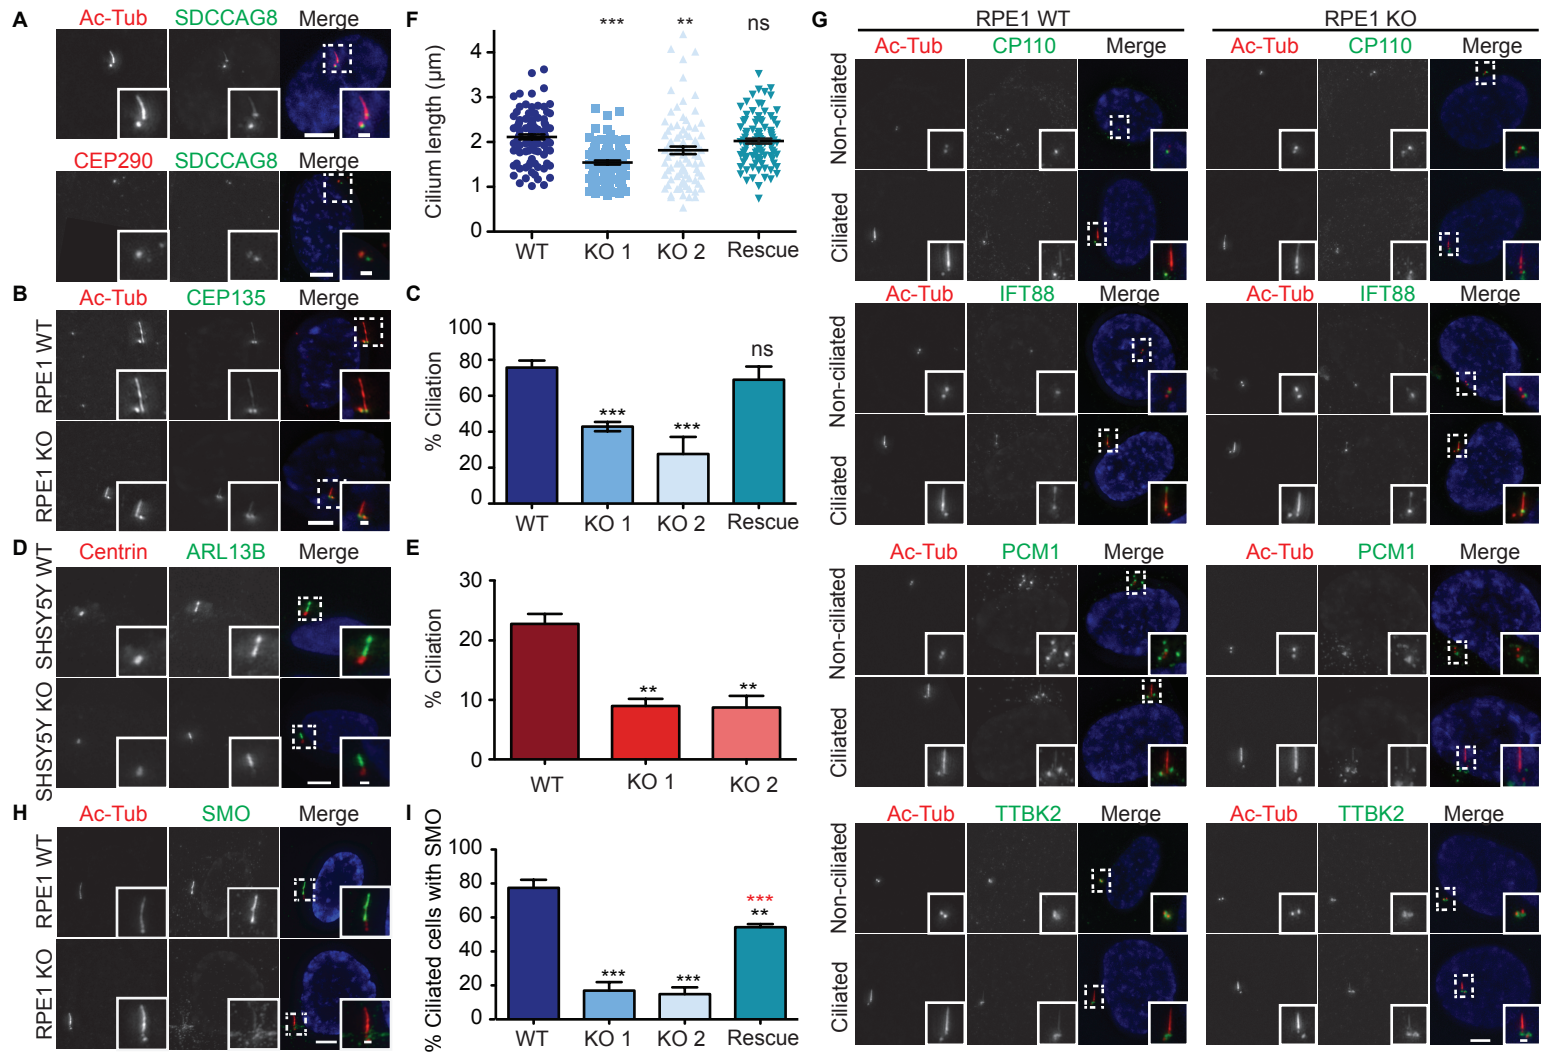 A
Ac-Tub SDCCAG8 Merge
CEP290 SDCCAG8 Merge
B
Ac-Tub CEP135 Merge
RPE1 WT
RPE1 KO
D
Centrin ARL13B Merge
SHSY5Y WT
SHSY5Y KO
H
Ac-Tub SMO Merge
RPE1 WT
RPE1 KO
F
*** ** ns
Cilium length (μm)
4
3
2
1
0
WT KO 1 KO 2 Rescue
C
% Ciliation
100
80
60
40
20
0
*** *** ns
WT KO 1 KO 2 Rescue
E
% Ciliation
30
20
10
0
** **
WT KO 1 KO 2
I
% Ciliated cells with SMO
100
80
60
40
20
0
***
*** *** **
WT KO 1 KO 2 Rescue
G
RPE1 WT RPE1 KO
Ac-Tub CP110 Merge Ac-Tub CP110 Merge
Non-ciliated
Ciliated
Ac-Tub IFT88 Merge Ac-Tub IFT88 Merge
Non-ciliated
Ciliated
Ac-Tub PCM1 Merge Ac-Tub PCM1 Merge
Non-ciliated
Ciliated
Ac-Tub TTBK2 Merge Ac-Tub TTBK2 Merge
Non-ciliated
Ciliated